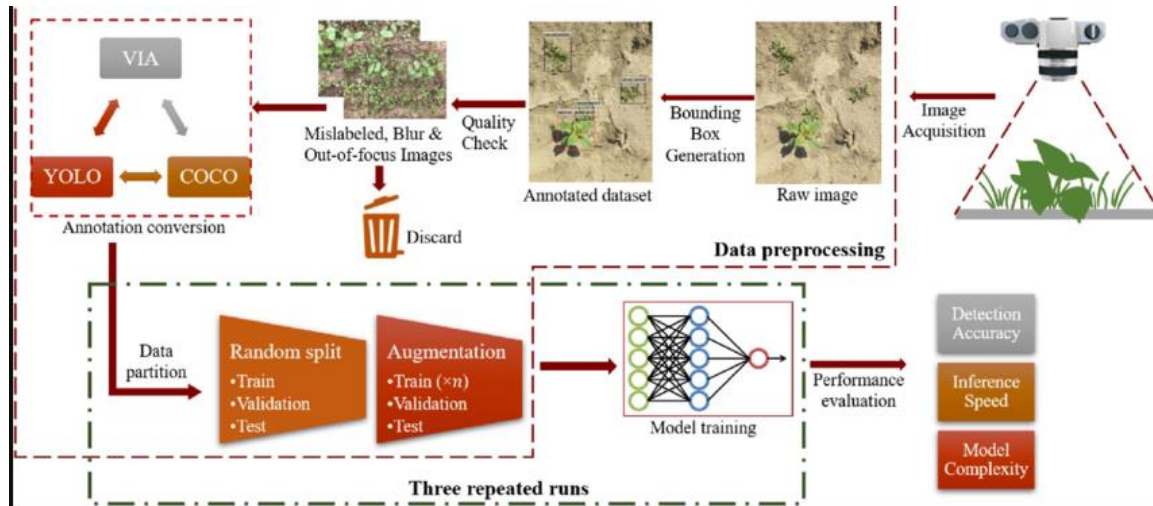 VIA
YOLO
COCO
Annotation conversion
Mislabeled, Blur &
Out-of-focus Images
Discard
Quality
Check
Annotated dataset
Bounding
Box
Generation
Raw image
Image
Acquisition
Data preprocessing
Data
partition
Random split
•Train
•Validation
•Test
Augmentation
•Train (×n)
•Validation
•Test
Model training
Three repeated runs
Performance
evaluation
Detection
Accuracy
Inference
Speed
Model
Complexity